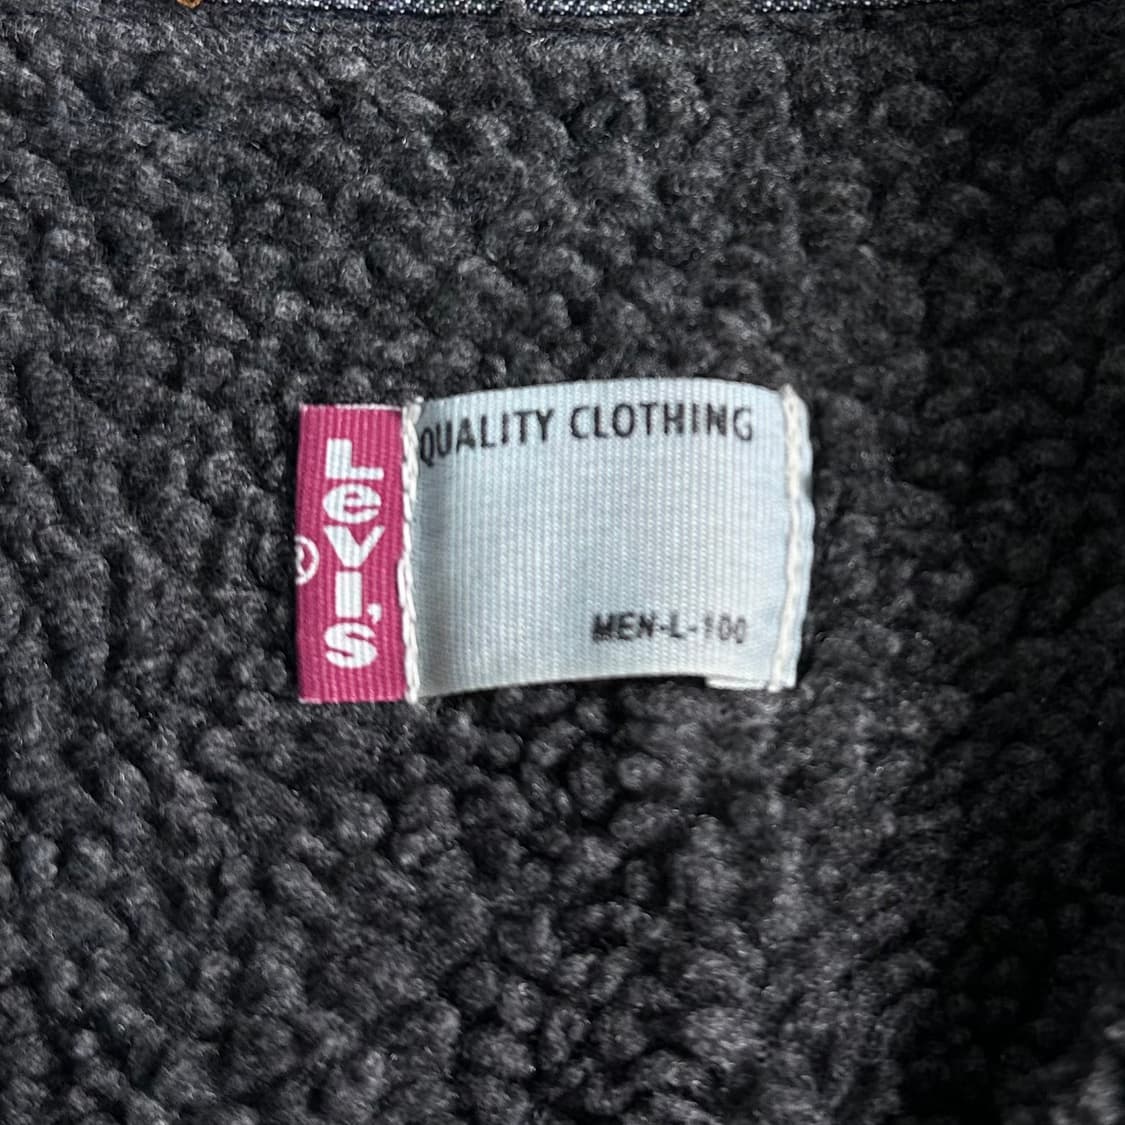 Levi's
®
QUALITY CLOTHING
MEN-L-100